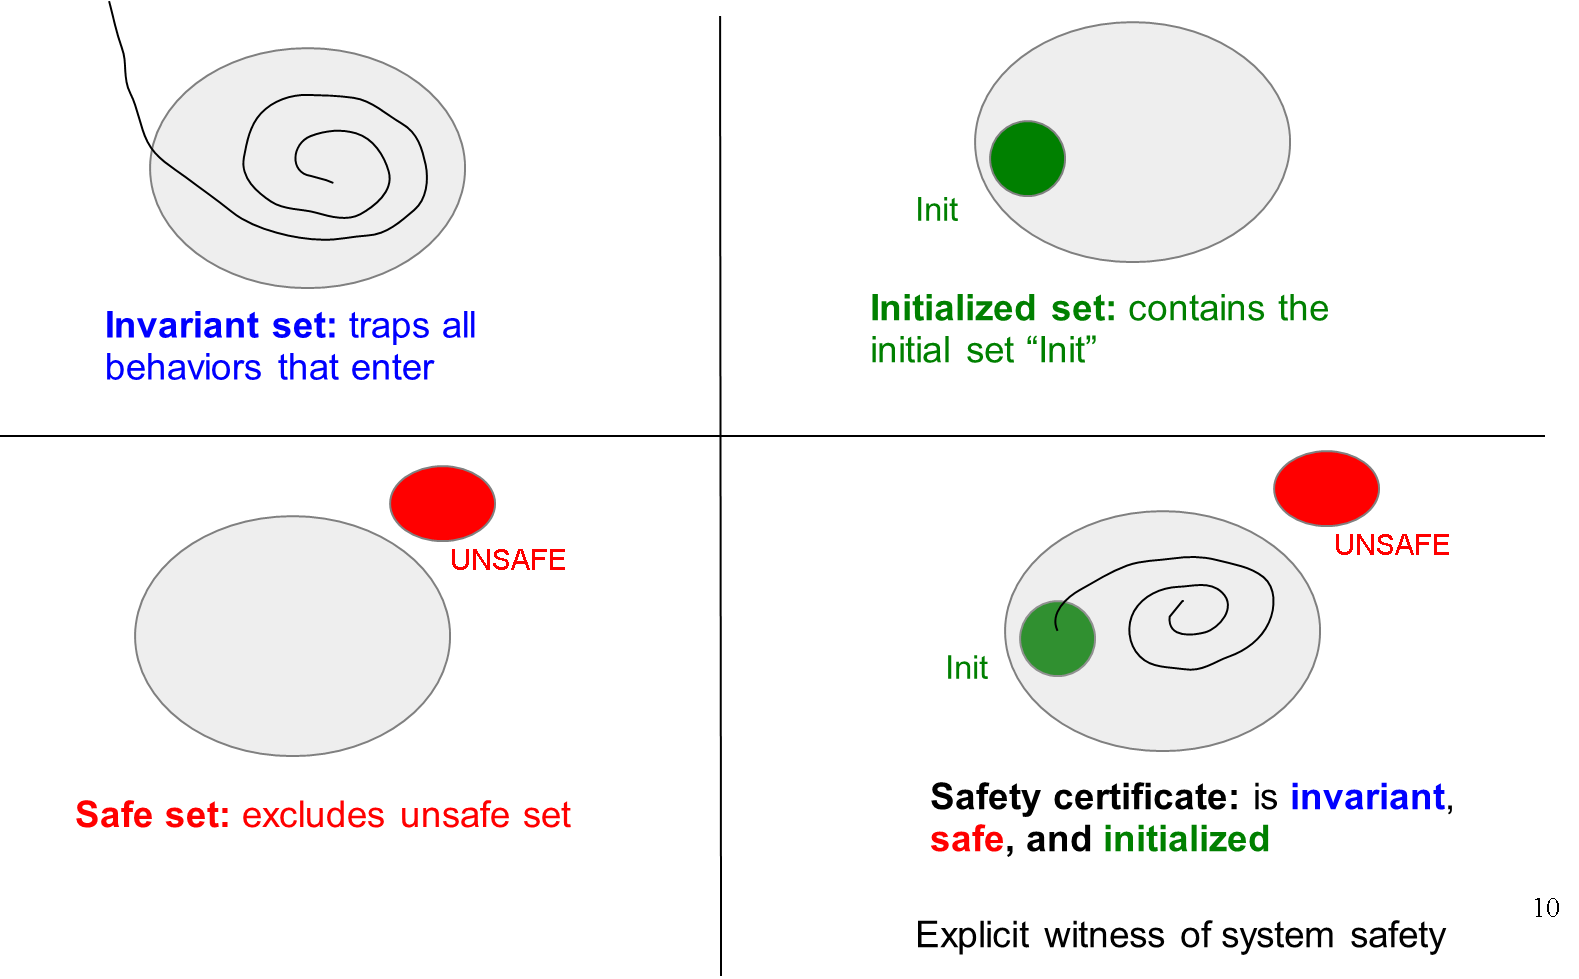 Invariant set: traps all
behaviors that enter
Init
Initialized set: contains the
initial set “Init”
UNSAFE
Safe set: excludes unsafe set
UNSAFE
Init
Safety certificate: is invariant,
safe, and initialized
Explicit witness of system safety
10